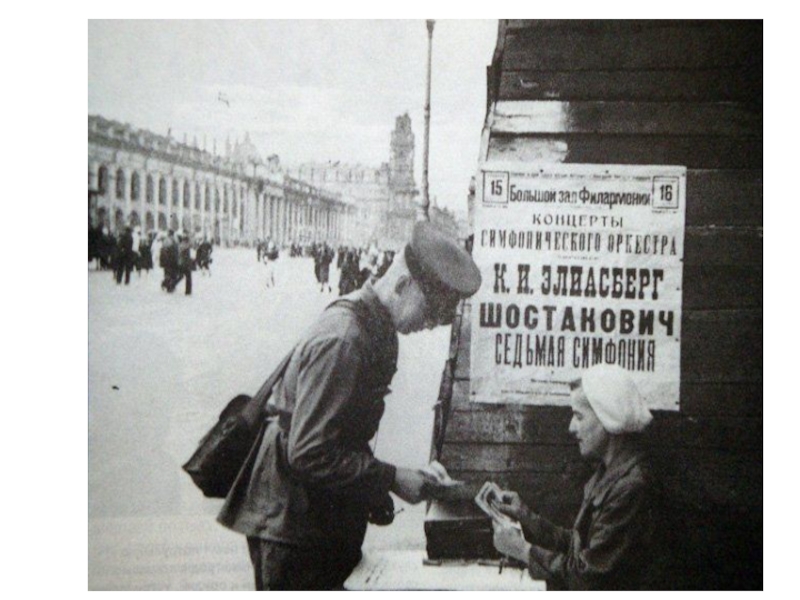 15 Большой зал Филармонии 16
КОНЦЕРТЫ
СИМФОНИЧЕСКОГО ОРКЕСТРА
К. И. ЭЛИАСБЕРГ
ШОСТАКОВИЧ
СЕДЬМАЯ СИМФОНИЯ